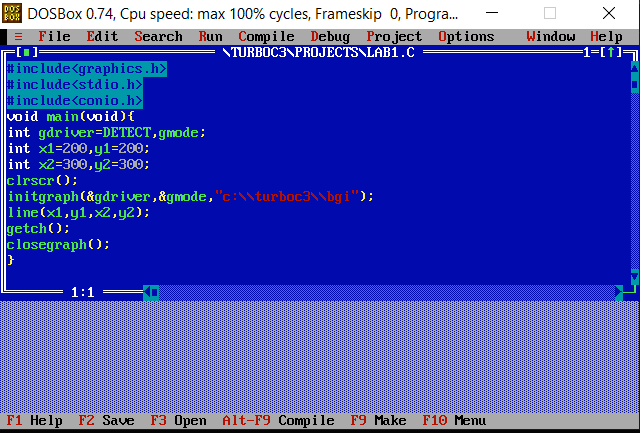 DOS BOX
DOSBox 0.74, Cpu speed: max 100% cycles, Frameskip  0, Progra...
≡ File Edit Search Run Compile Debug Project Options Window Help
[■] \TURBOC3\PROJECTS\LAB1.C 1=[↑]
#include<graphics.h>
#include<stdio.h>
#include<conio.h>
void main(void){
int gdriver=DETECT,gmode;
int x1=200,y1=200;
int x2=300,y2=300;
clrscr();
initgraph(&gdriver,&gmode,"c:\\turboc3\\bgi");
line(x1,y1,x2,y2);
getch();
closegraph();
}
1:1
F1 Help F2 Save F3 Open Alt-F9 Compile F9 Make F10 Menu